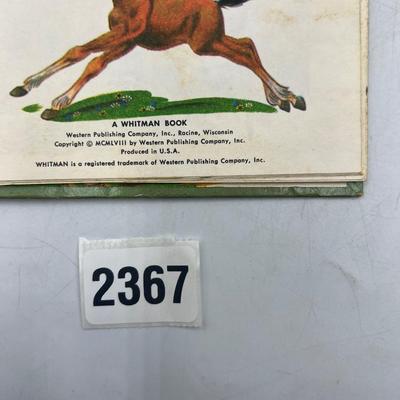 A WHITMAN BOOK
Western Publishing Company, Inc., Racine, Wisconsin
Copyright © MCMLVIII by Western Publishing Company, Inc.
Produced in U.S.A.
WHITMAN is a registered trademark of Western Publishing Company, Inc.
2367